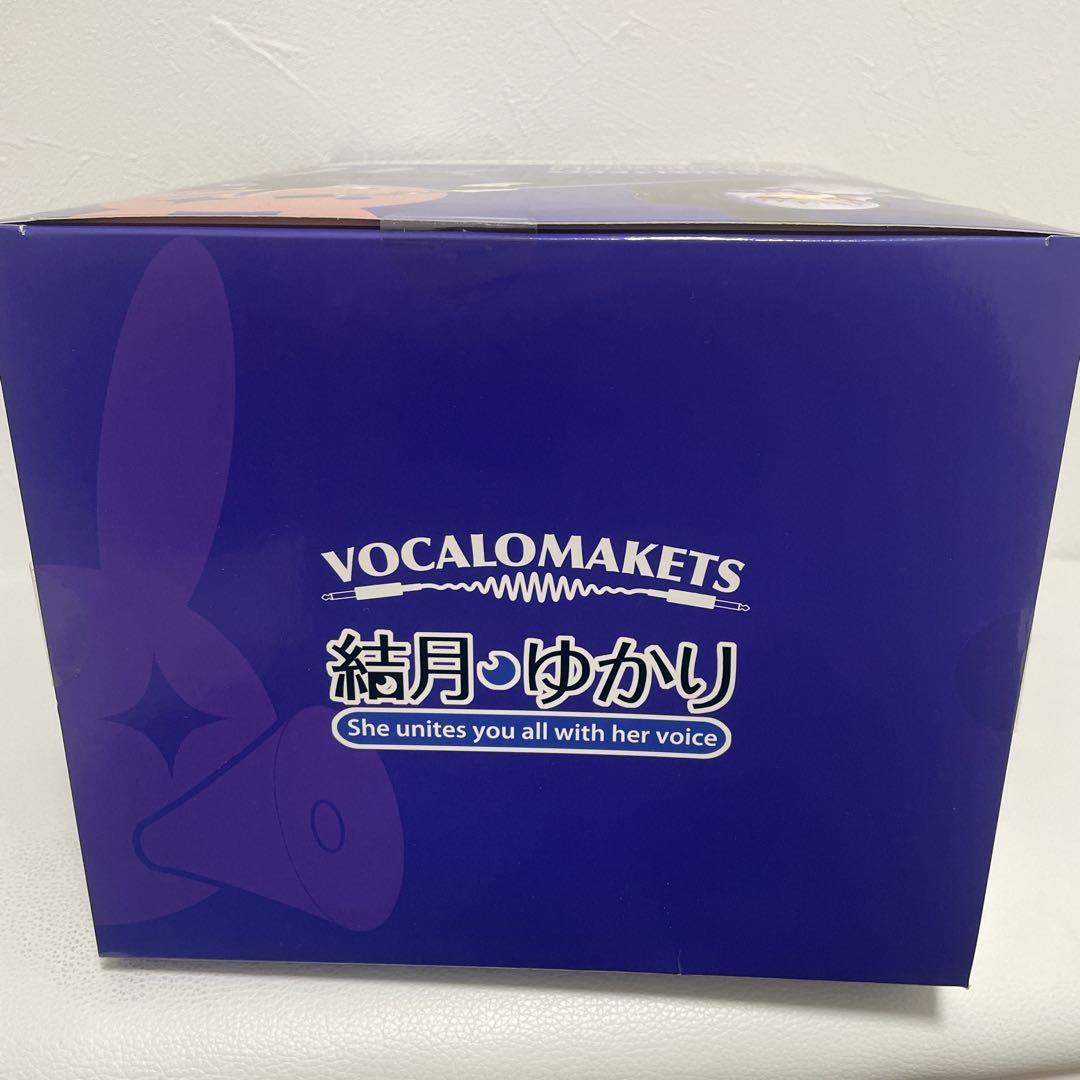 VOCALOMAKETS
結月ゆかり
She unites you all with her voice